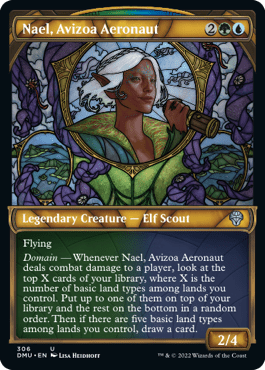 Nael, Avizoa Aeronaut 2
Legendary Creature — Elf Scout
Flying
Domain — Whenever Nael, Avizoa Aeronaut
deals combat damage to a player, look at the
top X cards of your library, where X is the
number of basic land types among lands you
control. Put up to one of them on top of your
library and the rest on the bottom in a random
order. Then if there are five basic land types
among lands you control, draw a card.
2/4
306 U
DMU • EN Lisa Heidhoff
™ & © 2022 Wizards of the Coast